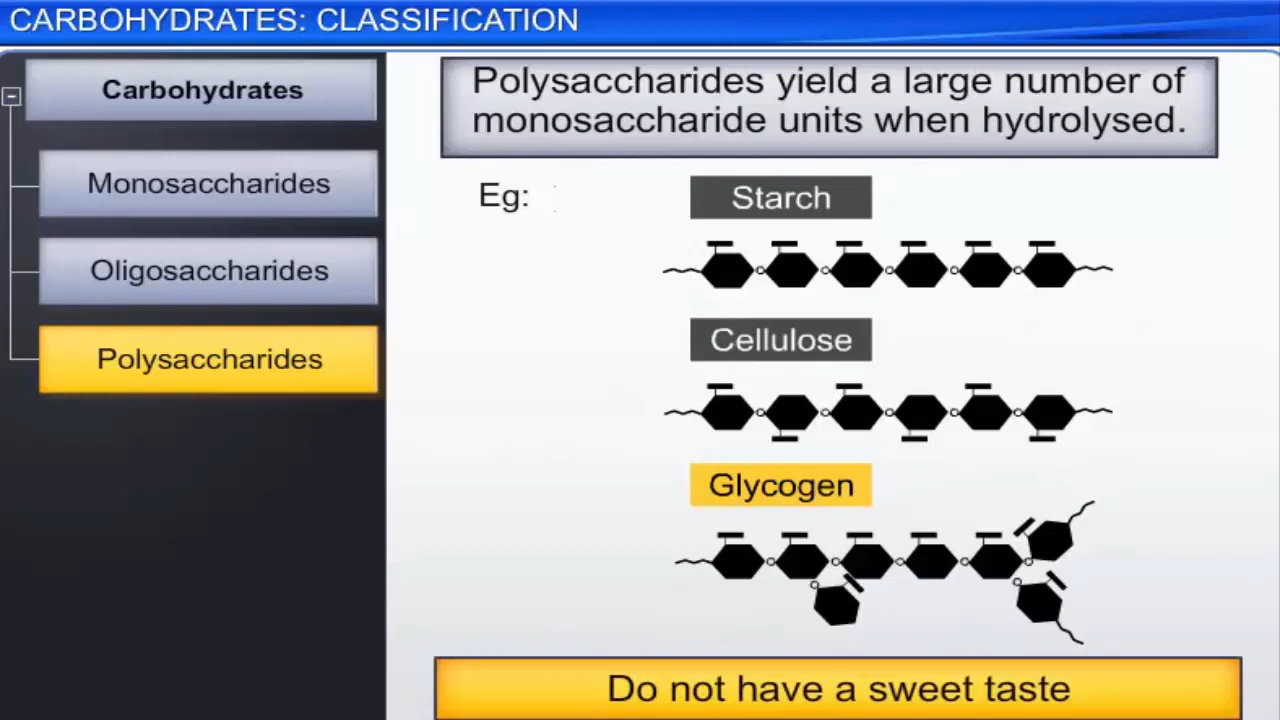 CARBOHYDRATES: CLASSIFICATION
Carbohydrates
Monosaccharides
Oligosaccharides
Polysaccharides
Polysaccharides yield a large number of
monosaccharide units when hydrolysed.
Eg:
Starch
Cellulose
Glycogen
Do not have a sweet taste